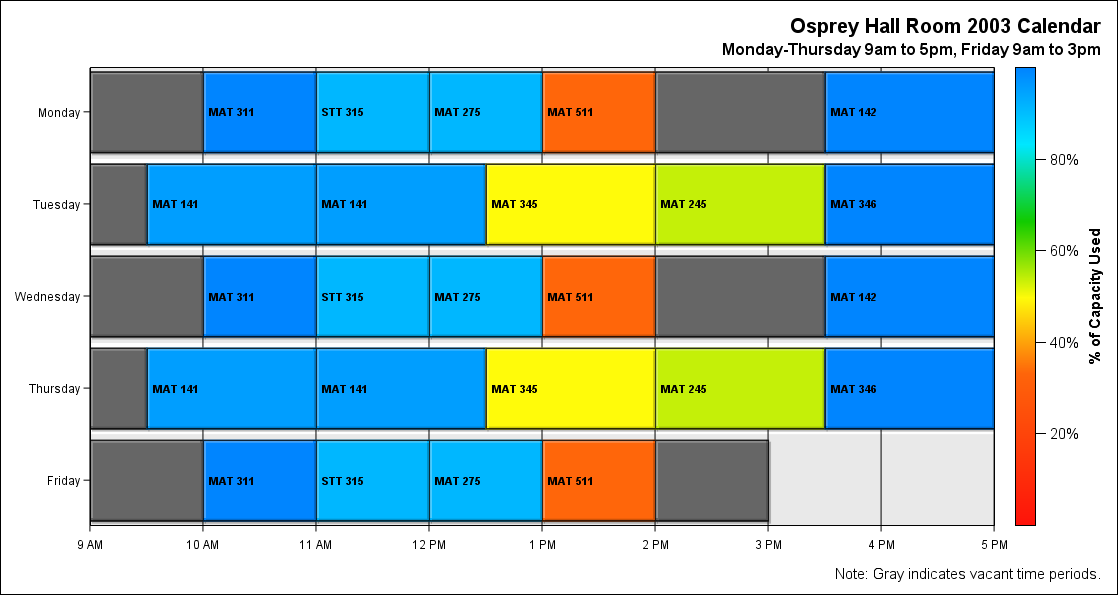 Osprey Hall Room 2003 Calendar
Monday-Thursday 9am to 5pm, Friday 9am to 3pm
Monday MAT 311 STT 315 MAT 275 MAT 511 MAT 142
80%
Tuesday MAT 141 MAT 141 MAT 345 MAT 245 MAT 346
60%
% of Capacity Used
Wednesday MAT 311 STT 315 MAT 275 MAT 511 MAT 142
40%
Thursday MAT 141 MAT 141 MAT 345 MAT 245 MAT 346
20%
Friday MAT 311 STT 315 MAT 275 MAT 511
9 AM 10 AM 11 AM 12 PM 1 PM 2 PM 3 PM 4 PM 5 PM
Note: Gray indicates vacant time periods.